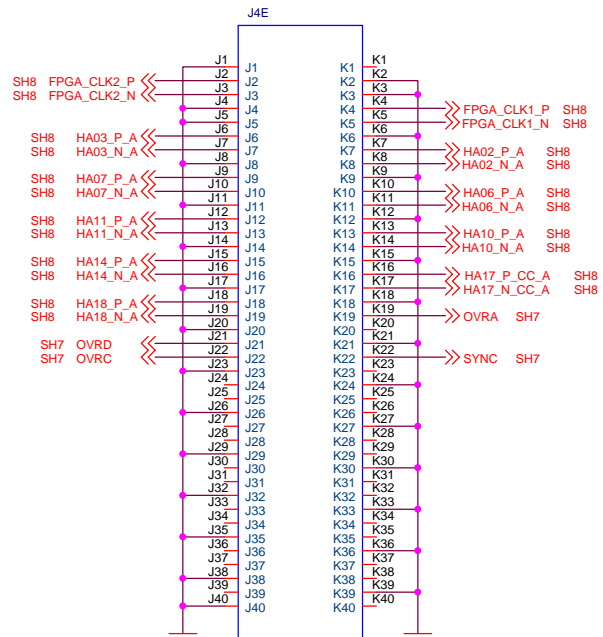 J4E
J1 J1 K1 K1
SH8 FPGA_CLK2_P J2 J2 K2 K2
SH8 FPGA_CLK2_N J3 J3 K3 K3
J4 J4 K4 K4 FPGA_CLK1_P SH8
J5 J5 K5 K5 FPGA_CLK1_N SH8
SH8 HA03_P_A J6 J6 K6 K6
SH8 HA03_N_A J7 J7 K7 K7 HA02_P_A SH8
J8 J8 K8 K8 HA02_N_A SH8
SH8 HA07_P_A J9 J9 K9 K9
SH8 HA07_N_A J10 J10 K10 K10 HA06_P_A SH8
J11 J11 K11 K11 HA06_N_A SH8
SH8 HA11_P_A J12 J12 K12 K12
SH8 HA11_N_A J13 J13 K13 K13 HA10_P_A SH8
J14 J14 K14 K14 HA10_N_A SH8
SH8 HA14_P_A J15 J15 K15 K15
SH8 HA14_N_A J16 J16 K16 K16 HA17_P_CC_A SH8
J17 J17 K17 K17 HA17_N_CC_A SH8
SH8 HA18_P_A J18 J18 K18 K18
SH8 HA18_N_A J19 J19 K19 K19 OVRA SH7
J20 J20 K20 K20
SH7 OVRD J21 J21 K21 K21
SH7 OVRC J22 J22 K22 K22 SYNC SH7
J23 J23 K23 K23
J24 J24 K24 K24
J25 J25 K25 K25
J26 J26 K26 K26
J27 J27 K27 K27
J28 J28 K28 K28
J29 J29 K29 K29
J30 J30 K30 K30
J31 J31 K31 K31
J32 J32 K32 K32
J33 J33 K33 K33
J34 J34 K34 K34
J35 J35 K35 K35
J36 J36 K36 K36
J37 J37 K37 K37
J38 J38 K38 K38
J39 J39 K39 K39
J40 J40 K40 K40